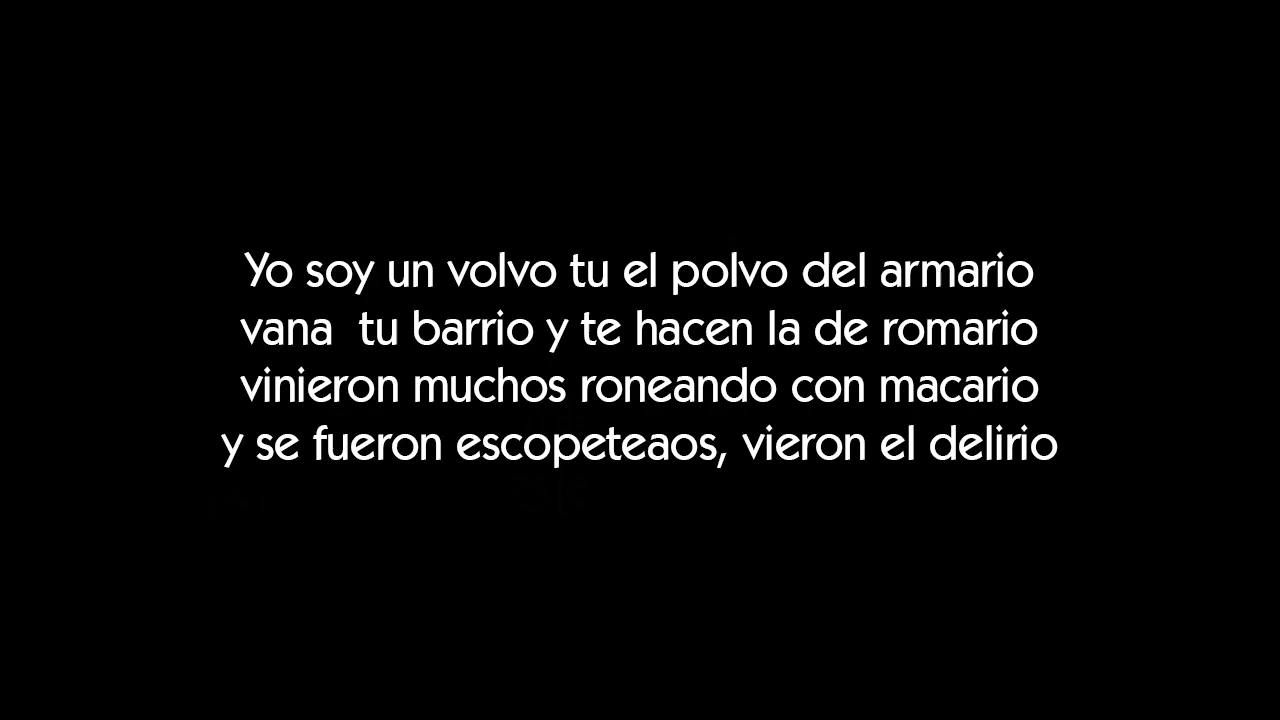 Yo soy un volvo tu el polvo del armario
vana  tu barrio y te hacen la de romario
vinieron muchos roneando con macario
y se fueron escopeteaos, vieron el delirio